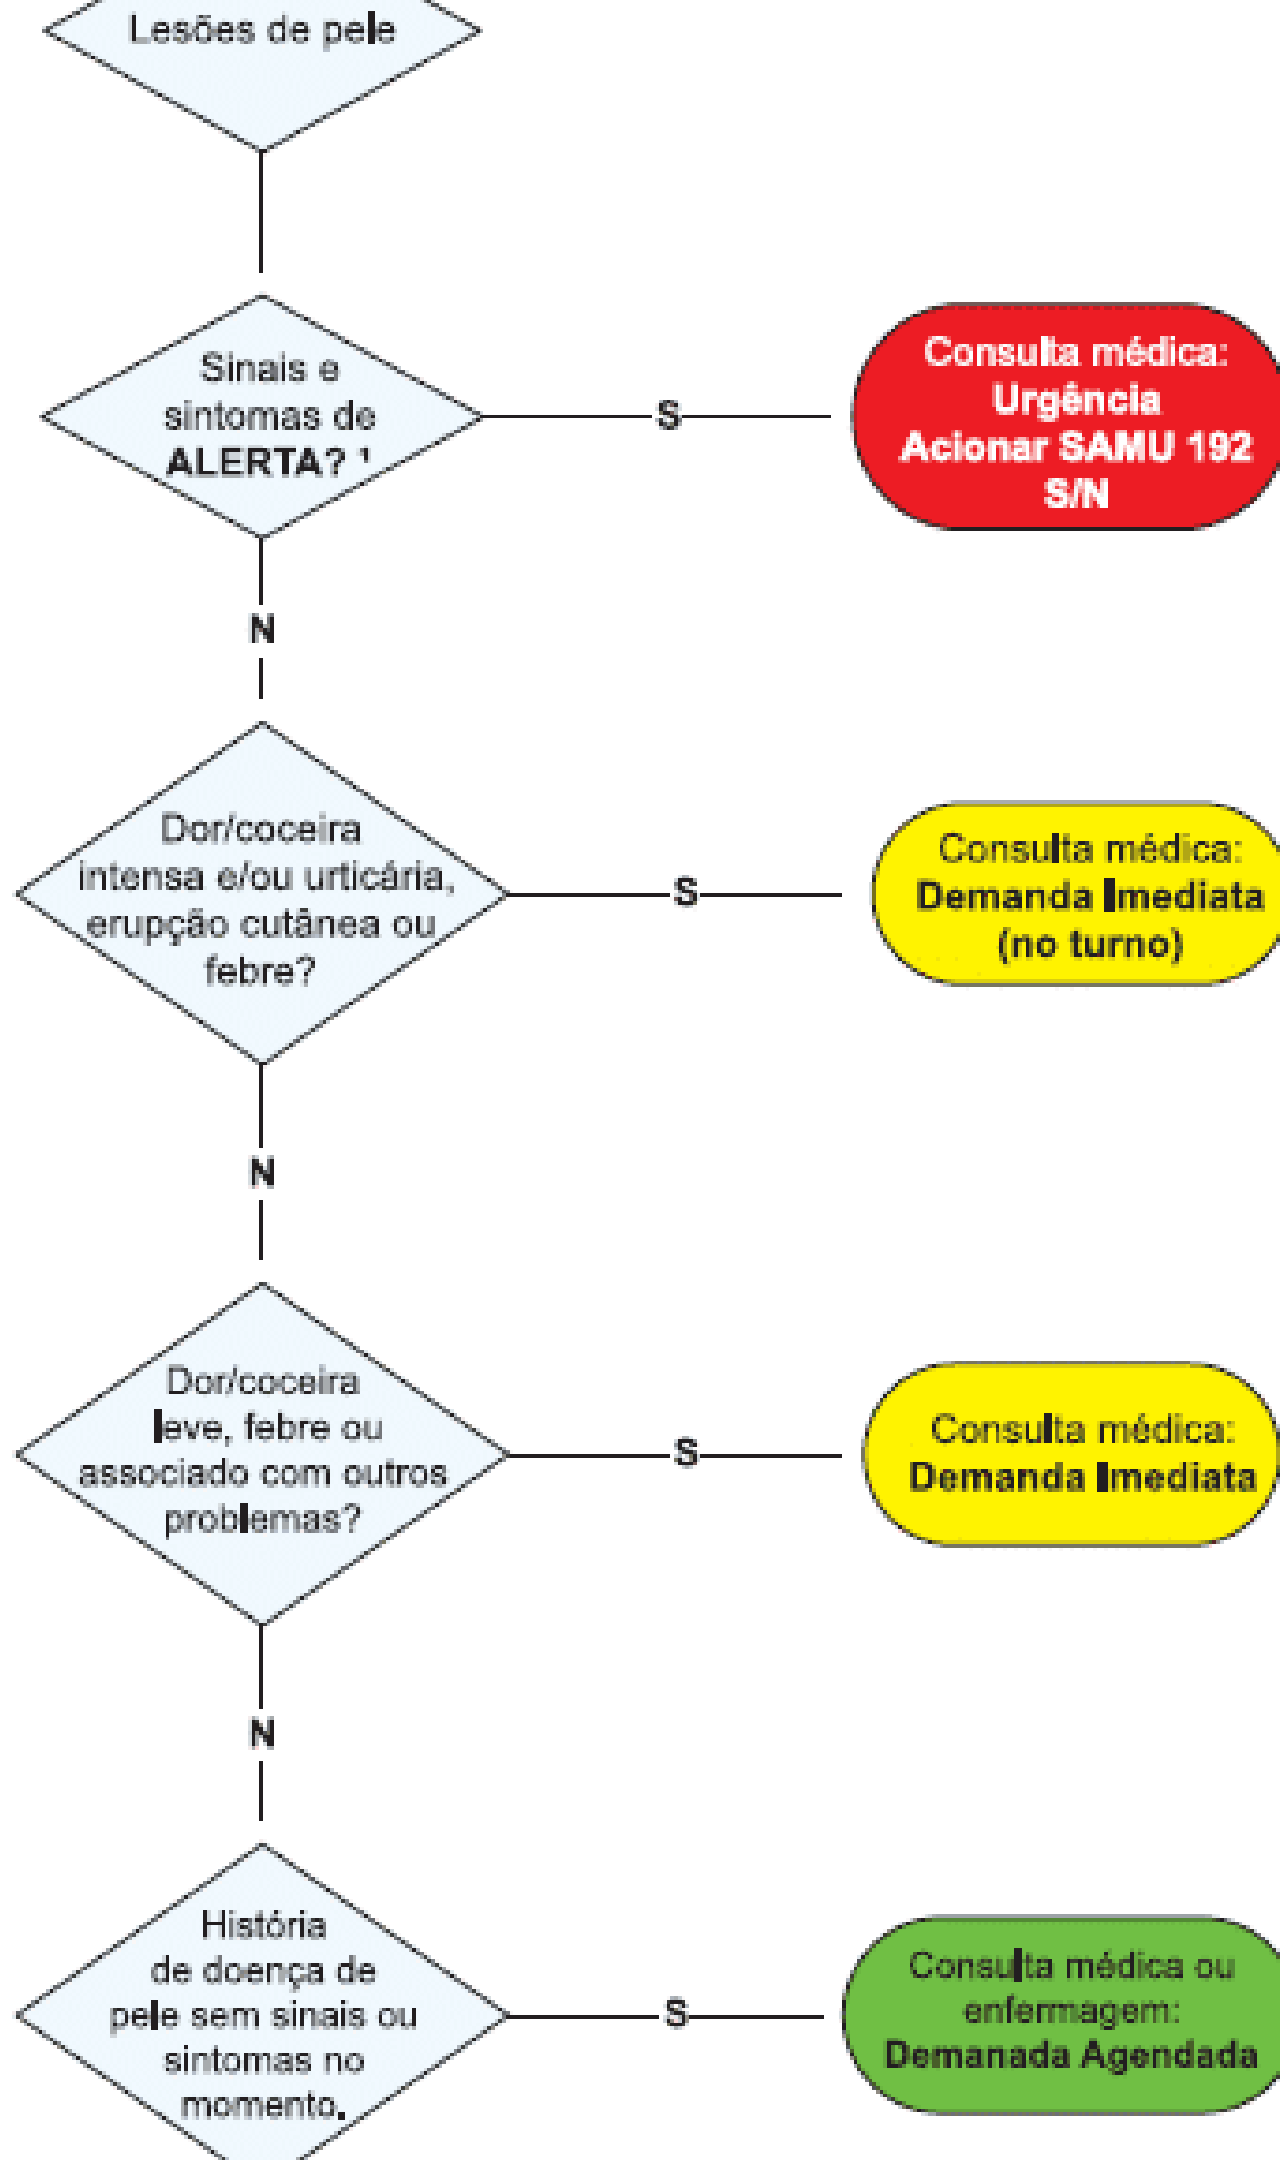 Lesões de pele
Sinais e
sintomas de
ALERTA? ¹
S
Consulta médica:
Urgência
Acionar SAMU 192
S/N
N
Dor/coceira
intensa e/ou urticária,
erupção cutânea ou
febre?
S
Consulta médica:
Demanda Imediata
(no turno)
N
Dor/coceira
leve, febre ou
associado com outros
problemas?
S
Consulta médica:
Demanda Imediata
N
História
de doença de
pele sem sinais ou
sintomas no
momento.
S
Consulta médica ou
enfermagem:
Demanada Agendada